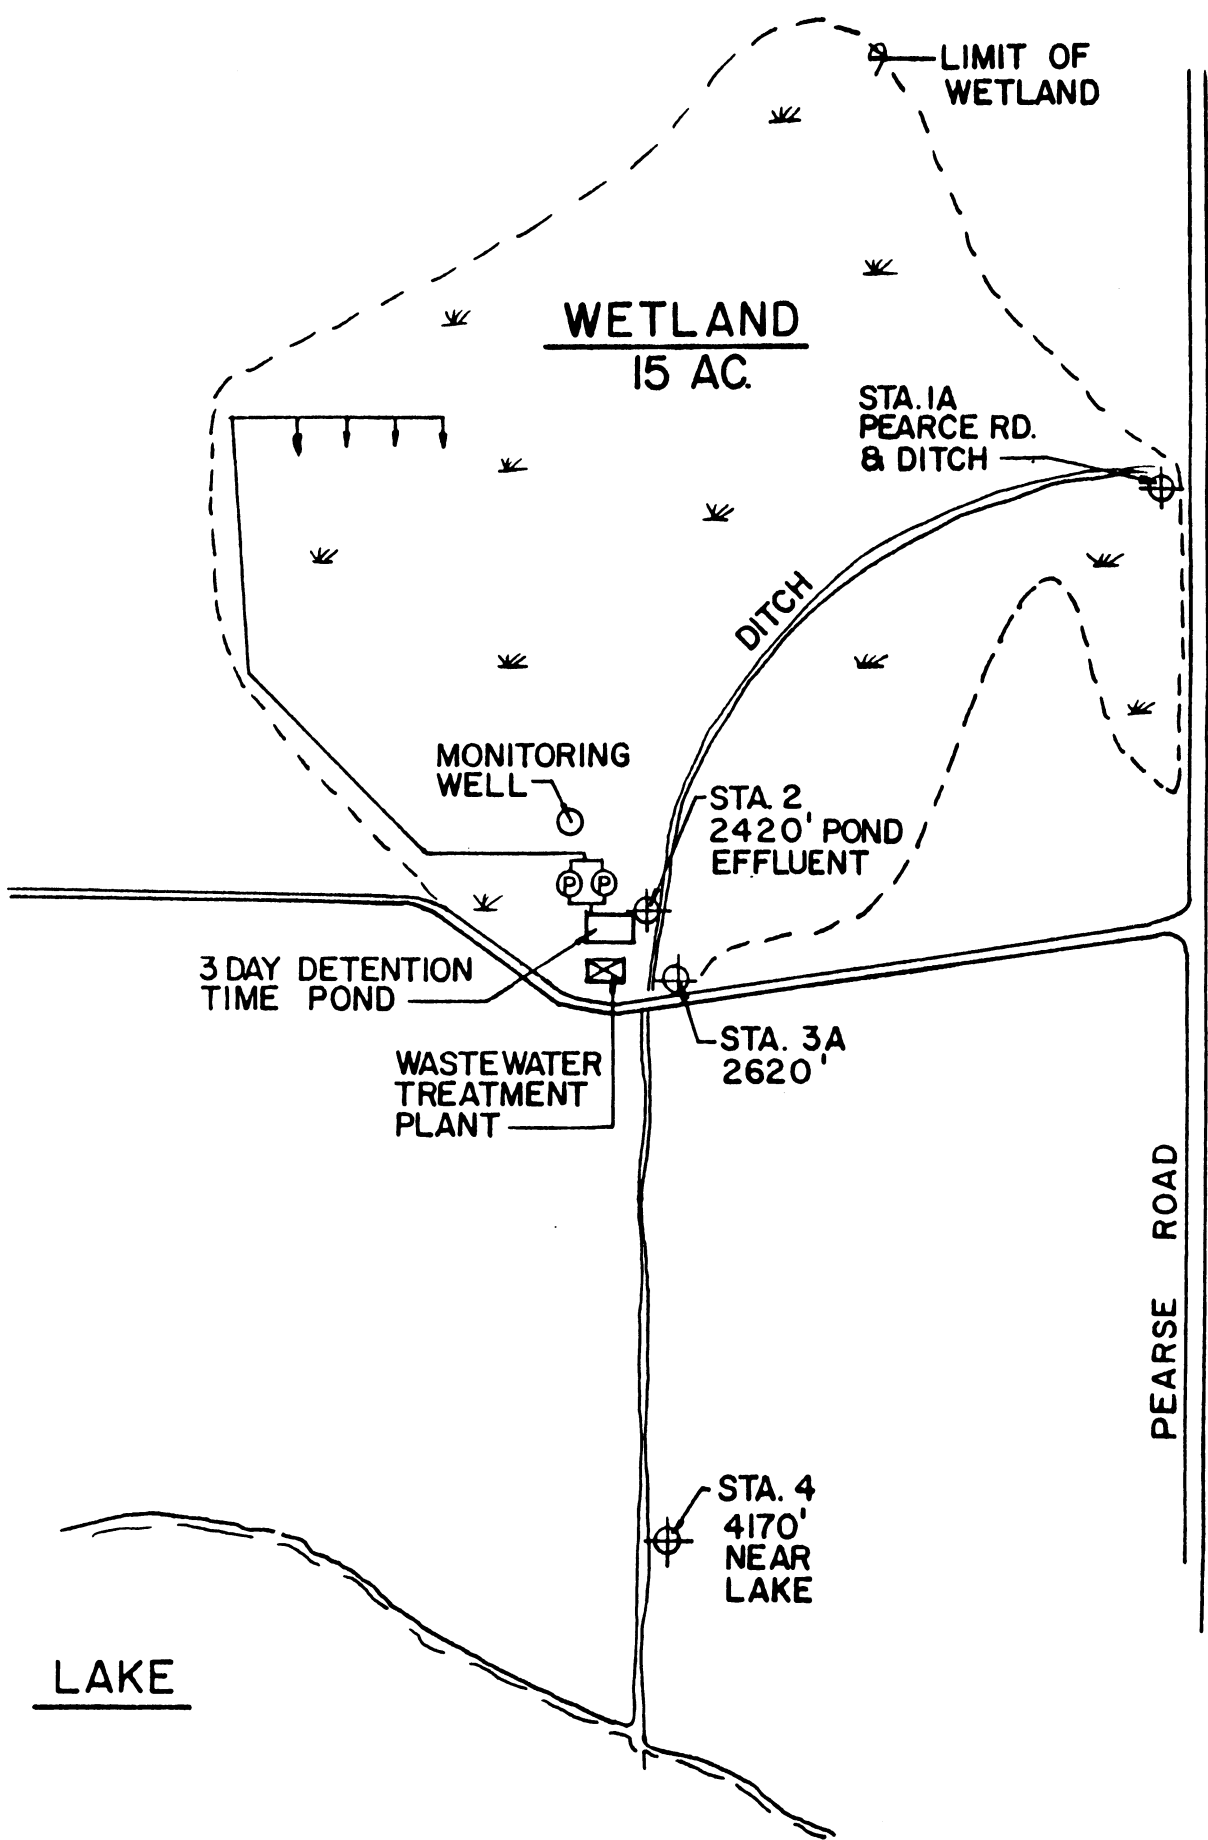 LIMIT OF
WETLAND
WETLAND
15 AC.
STA. 1A
PEARCE RD.
& DITCH
DITCH
MONITORING
WELL
STA. 2
2420' POND
EFFLUENT
P P
3 DAY DETENTION
TIME POND
STA. 3A
2620'
WASTEWATER
TREATMENT
PLANT
PEARSE ROAD
STA. 4
4170'
NEAR
LAKE
LAKE